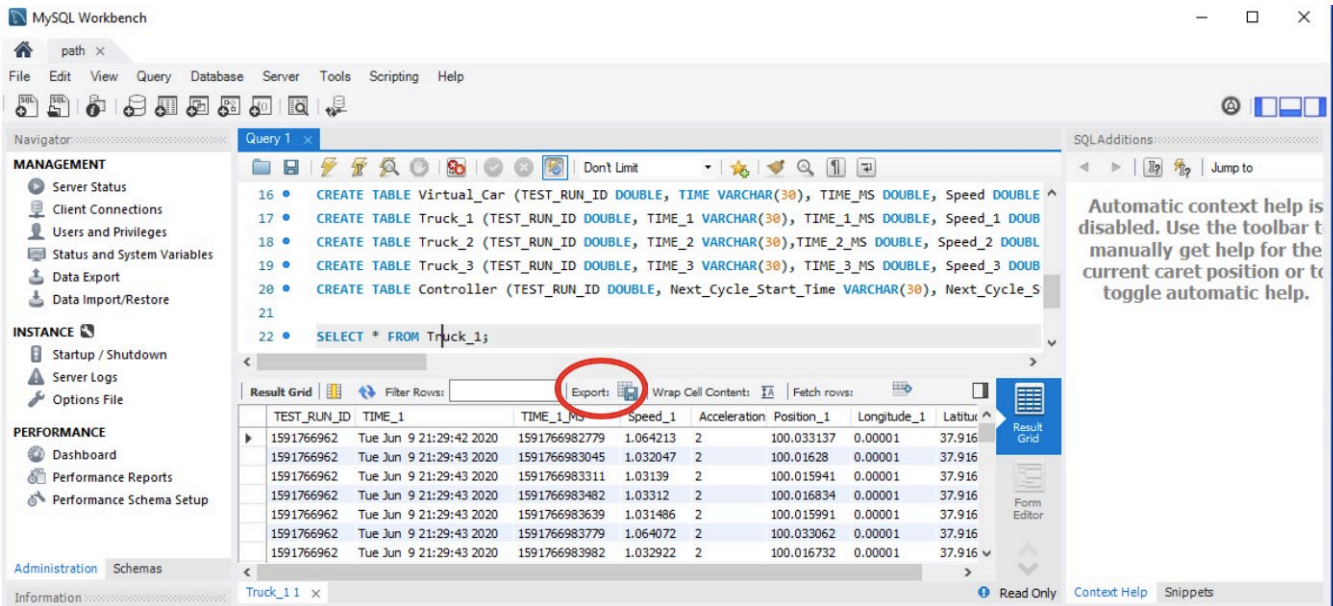 MySQL Workbench
path
File Edit View Query Database Server Tools Scripting Help
Navigator
MANAGEMENT
Server Status
Client Connections
Users and Privileges
Status and System Variables
Data Export
Data Import/Restore
INSTANCE
Startup / Shutdown
Server Logs
Options File
PERFORMANCE
Dashboard
Performance Reports
Performance Schema Setup
Administration Schemas
Information
Query 1
Don't Limit
16 CREATE TABLE Virtual_Car (TEST_RUN_ID DOUBLE, TIME VARCHAR(30), TIME_MS DOUBLE, Speed DOUBLE
17 CREATE TABLE Truck_1 (TEST_RUN_ID DOUBLE, TIME_1 VARCHAR(30), TIME_1_MS DOUBLE, Speed_1 DOUB
18 CREATE TABLE Truck_2 (TEST_RUN_ID DOUBLE, TIME_2 VARCHAR(30),TIME_2_MS DOUBLE, Speed_2 DOUBL
19 CREATE TABLE Truck_3 (TEST_RUN_ID DOUBLE, TIME_3 VARCHAR(30), TIME_3_MS DOUBLE, Speed_3 DOUB
20 CREATE TABLE Controller (TEST_RUN_ID DOUBLE, Next_Cycle_Start_Time VARCHAR(30), Next_Cycle_S
21
22 SELECT * FROM Truck_1;
Result Grid Filter Rows: Export: Wrap Cell Content: Fetch rows:
TEST_RUN_ID TIME_1 TIME_1_MS Speed_1 Acceleration Position_1 Longitude_1 Latituc
1591766962 Tue Jun 9 21:29:42 2020 1591766982779 1.064213 2 100.033137 0.00001 37.916
1591766962 Tue Jun 9 21:29:43 2020 1591766983045 1.032047 2 100.01628 0.00001 37.916
1591766962 Tue Jun 9 21:29:43 2020 1591766983311 1.03139 2 100.015941 0.00001 37.916
1591766962 Tue Jun 9 21:29:43 2020 1591766983482 1.03312 2 100.016834 0.00001 37.916
1591766962 Tue Jun 9 21:29:43 2020 1591766983639 1.031486 2 100.015991 0.00001 37.916
1591766962 Tue Jun 9 21:29:43 2020 1591766983779 1.064072 2 100.033062 0.00001 37.916
1591766962 Tue Jun 9 21:29:43 2020 1591766983982 1.032922 2 100.016732 0.00001 37.916
Result
Grid
Form
Editor
Truck_1 1
Read Only
SQLAdditions
Jump to
Automatic context help is
disabled. Use the toolbar t
manually get help for the
current caret position or to
toggle automatic help.
Context Help Snippets